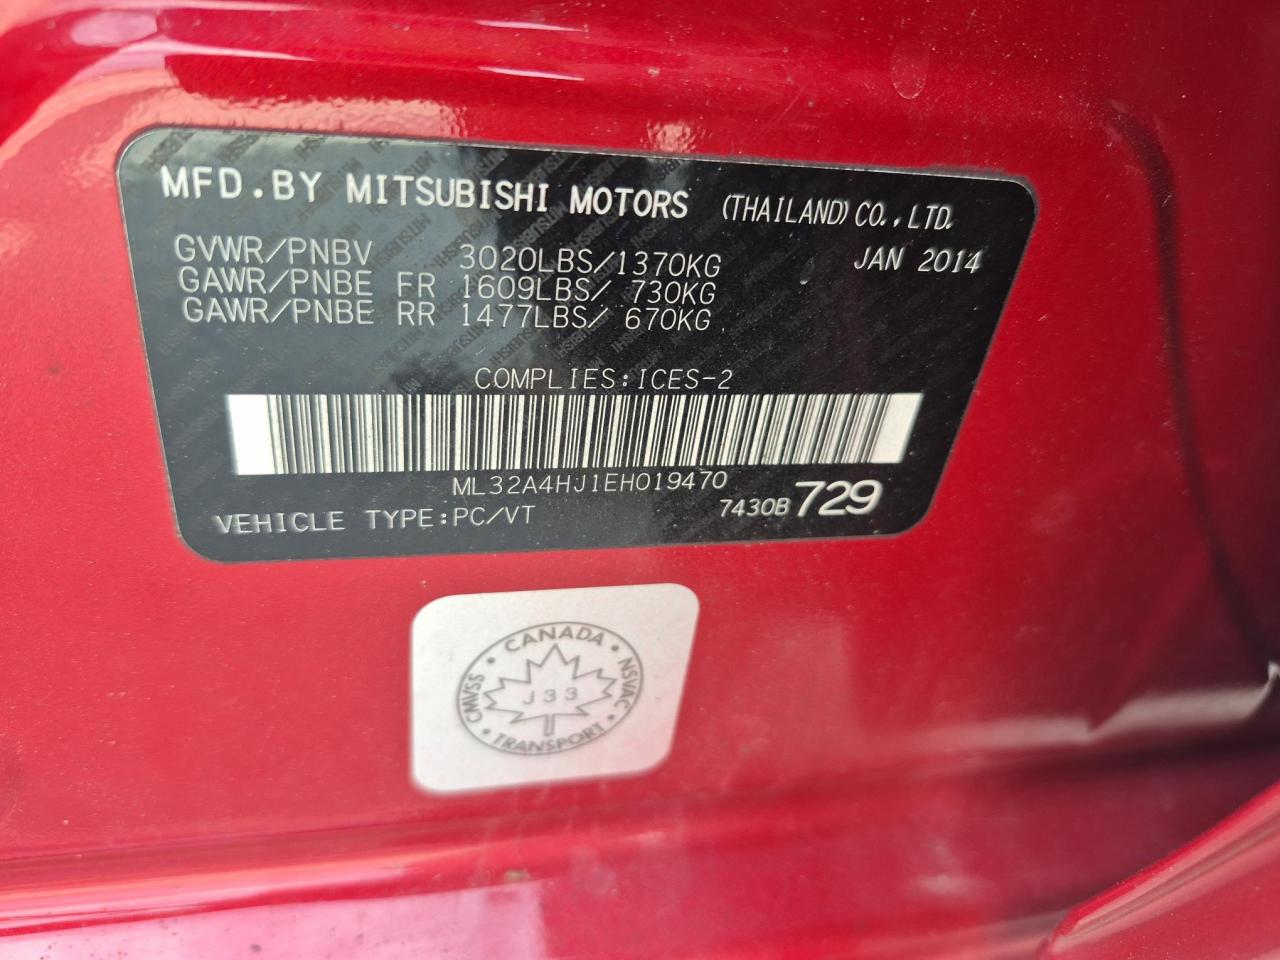 MFD.BY MITSUBISHI MOTORS (THAILAND) CO.,LTD.
GVWR/PNBV 3020LBS/1370KG JAN 2014
GAWR/PNBE FR 1609LBS/ 730KG
GAWR/PNBE RR 1477LBS/ 670KG
COMPLIES:ICES-2
ML32A4HJ1EH019470
VEHICLE TYPE:PC/VT 7430B 729
CANADA
CMVSS J33 NSVAC
TRANSPORT